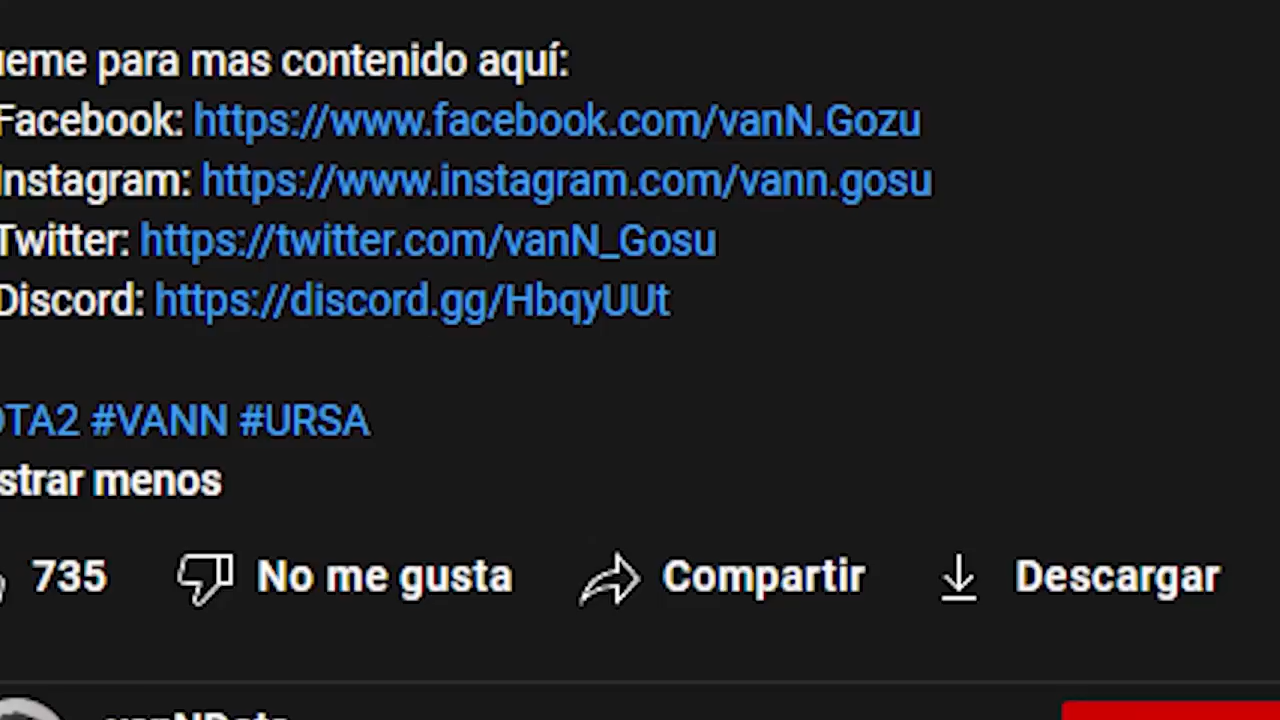 ueme para mas contenido aquí:
Facebook: https://www.facebook.com/vanN.Gozu
Instagram: https://www.instagram.com/vann.gosu
Twitter: https://twitter.com/vanN_Gosu
Discord: https://discord.gg/HbqyUUt
OTA2 #VANN #URSA
strar menos
735 No me gusta Compartir Descargar